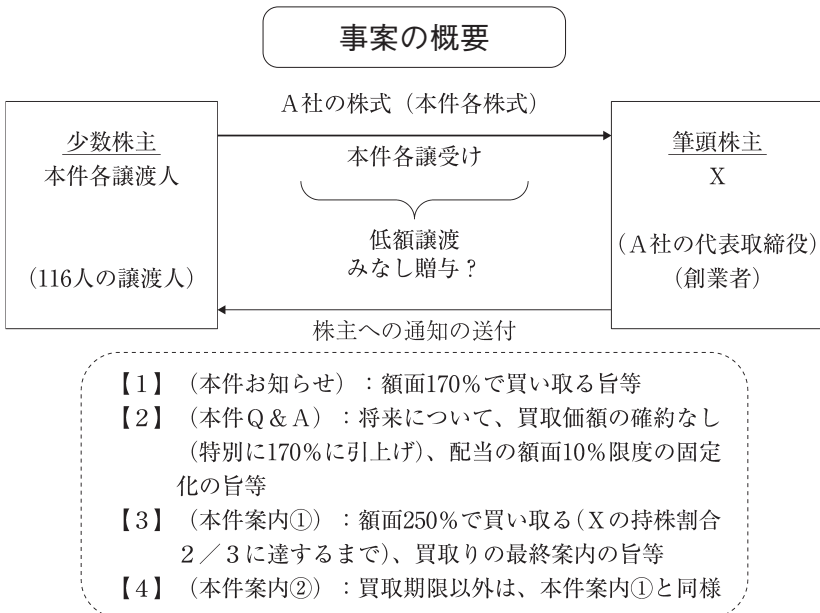 事案の概要
A社の株式（本件各株式）
少数株主
本件各譲渡人
（116人の譲渡人）
本件各譲受け
低額譲渡
みなし贈与？
筆頭株主
X
（A社の代表取締役）
（創業者）
株主への通知の送付
【１】（本件お知らせ）：額面170％で買い取る旨等
【２】（本件Ｑ＆Ａ）：将来について、買取価額の確約なし
（特別に170％に引上げ）、配当の額面10％限度の固定
化の旨等
【３】（本件案内①）：額面250％で買い取る（Ｘの持株割合
２／３に達するまで）、買取りの最終案内の旨等
【４】（本件案内②）：買取期限以外は、本件案内①と同様